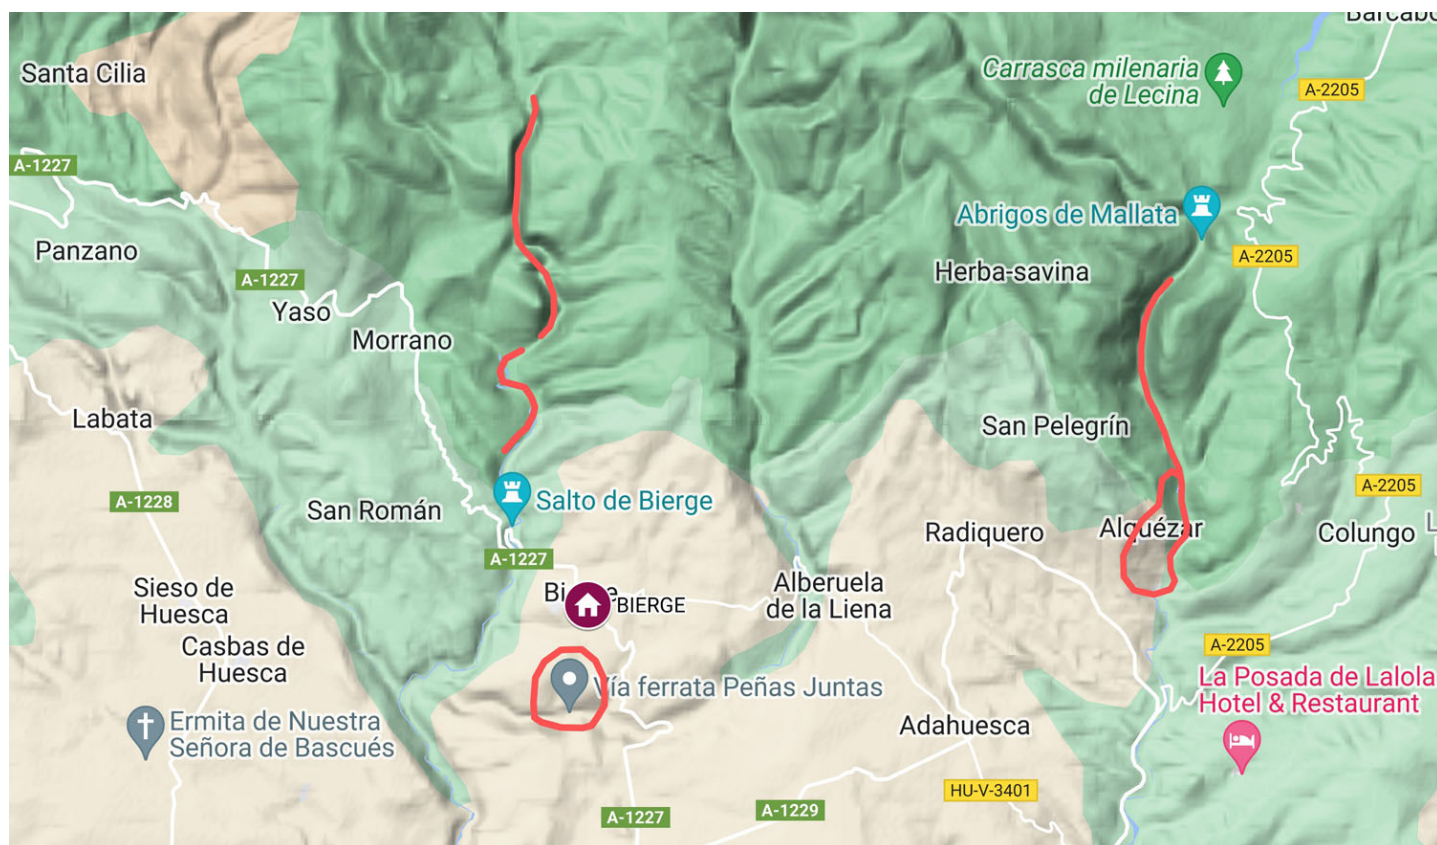 Santa Cilia
Carrasca milenaria
de Lecina
A-2205
A-1227
Abrigos de Mallata
Panzano
A-2205
Herba-savina
A-1227
Yaso
Morrano
Labata
San Pelegrín
A-2205
A-1228
San Román
Salto de Bierge
Radiquero
Alquézar
Colungo
A-1227
Sieso de
Huesca
BIERGE
Alberuela
de la Liena
Casbas de
Huesca
A-2205
Vía ferrata Peñas Juntas
La Posada de Lalola
Hotel & Restaurant
Ermita de Nuestra
Señora de Bascués
Adahuesca
HU-V-3401
A-1227
A-1229